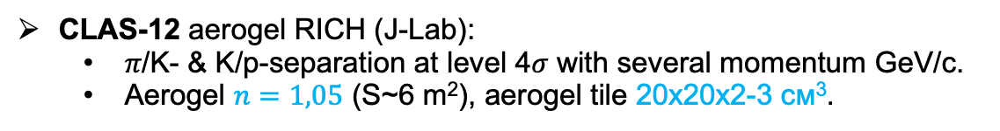 ➢ CLAS-12 aerogel RICH (J-Lab):
• π/K- & K/p-separation at level 4σ with several momentum GeV/c.
• Aerogel n = 1,05 (S~6 m²), aerogel tile 20x20x2-3 см³.